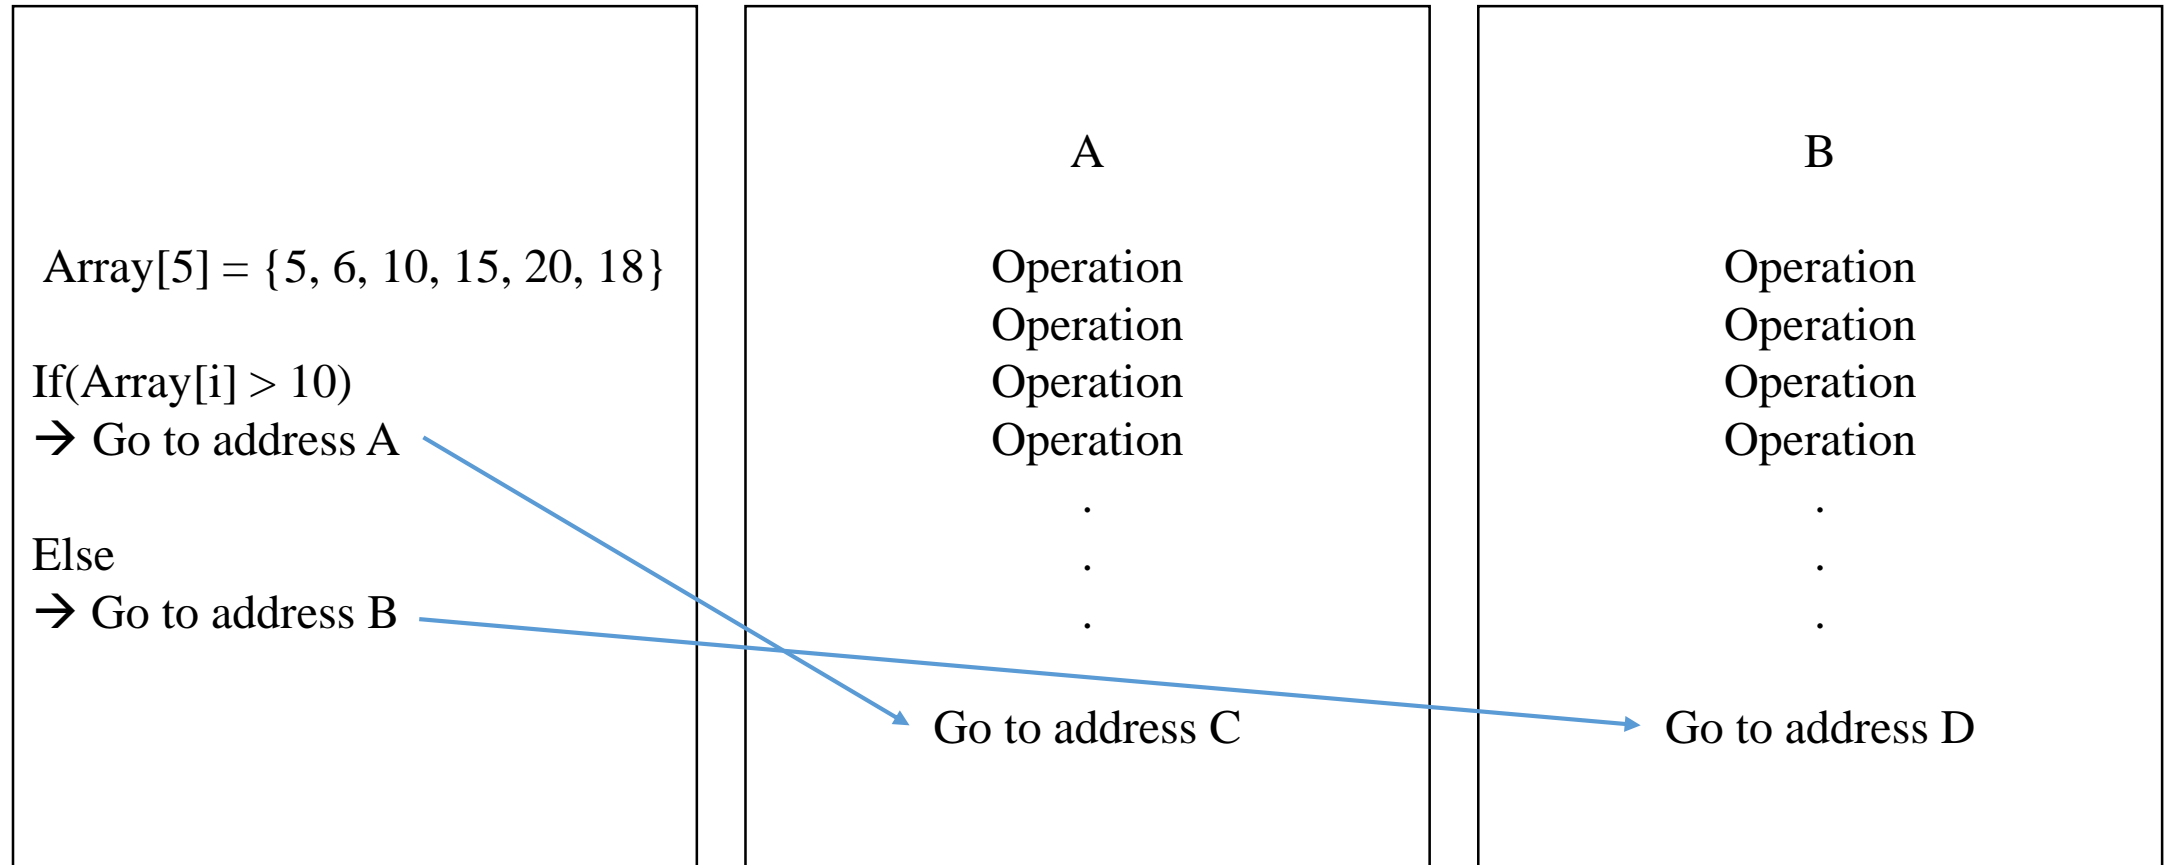 Array[5] = {5, 6, 10, 15, 20, 18}
If(Array[i] > 10)
→ Go to address A
Else
→ Go to address B
A
Operation
Operation
Operation
Operation
.
.
.
Go to address C
B
Operation
Operation
Operation
Operation
.
.
.
Go to address D